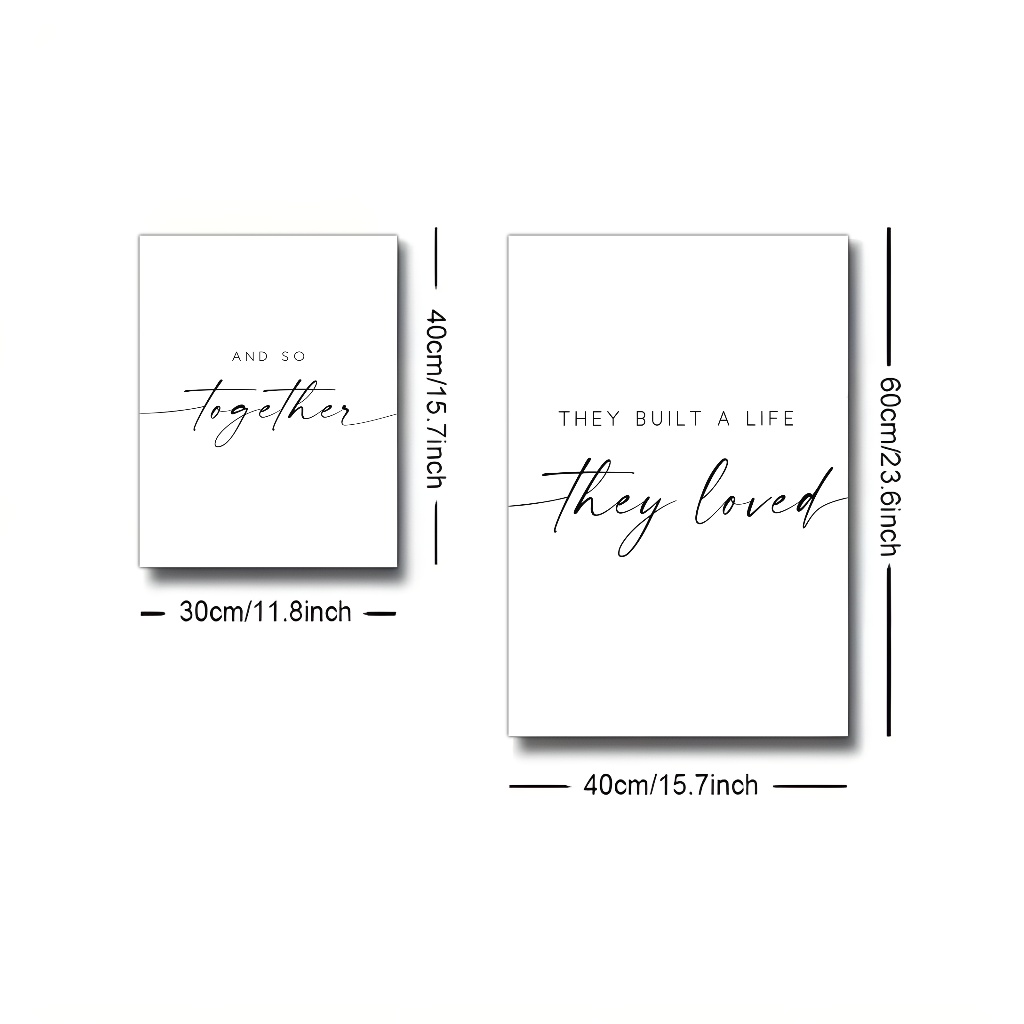 AND SO
together
40cm/15.7inch
30cm/11.8inch
THEY BUILT A LIFE
they loved
60cm/23.6inch
40cm/15.7inch